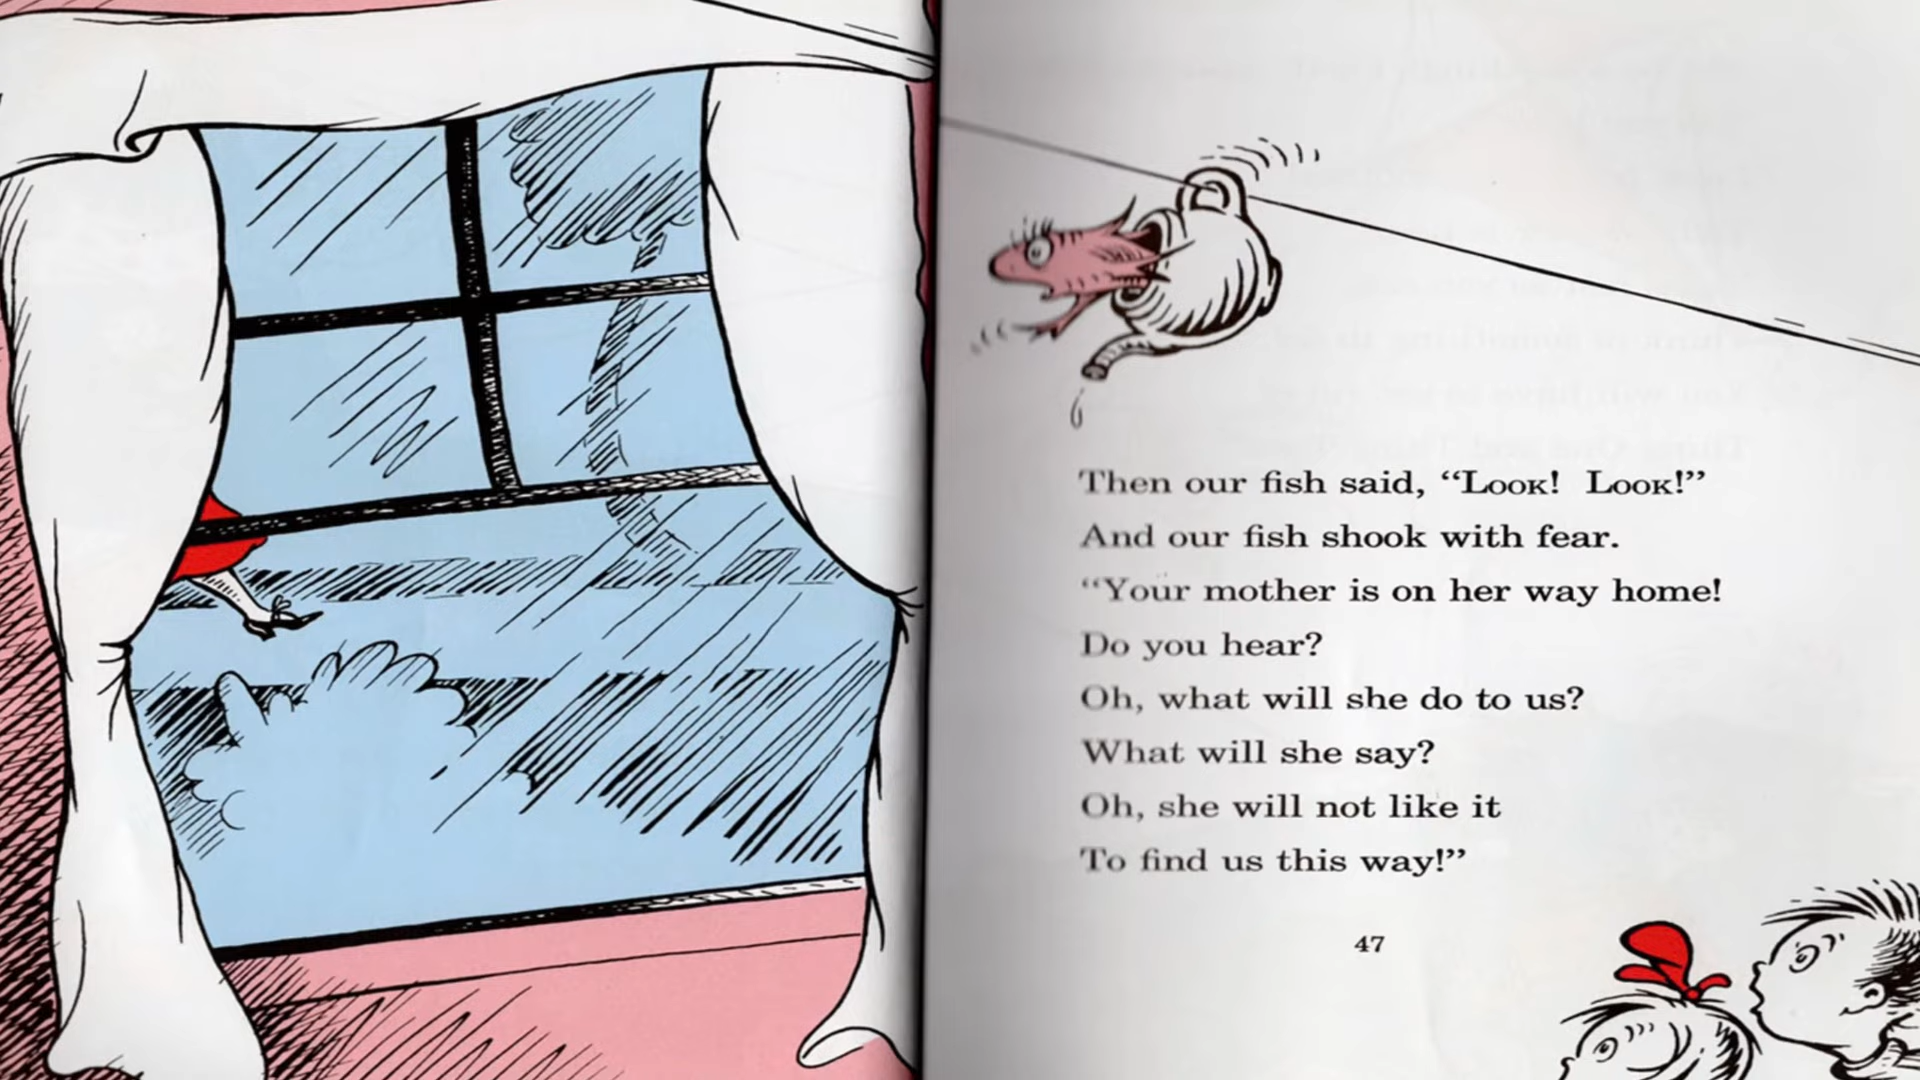 Then our fish said, “LOOK! LOOK!”
And our fish shook with fear.
“Your mother is on her way home!
Do you hear?
Oh, what will she do to us?
What will she say?
Oh, she will not like it
To find us this way!”
47